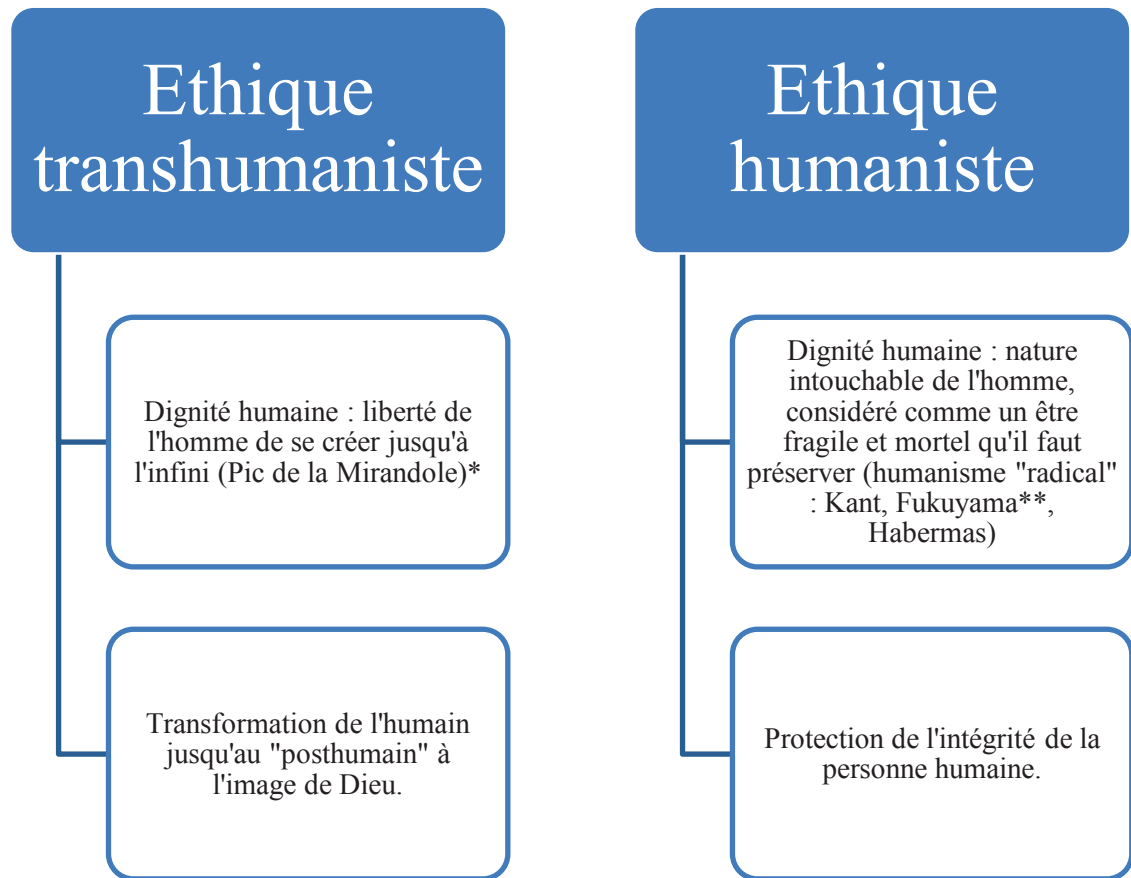 Ethique
transhumaniste
Dignité humaine : liberté de
l'homme de se créer jusqu'à
l'infini (Pic de la Mirandole)*
Transformation de l'humain
jusqu'au "posthumain" à
l'image de Dieu.
Ethique
humaniste
Dignité humaine : nature
intouchable de l'homme,
considéré comme un être
fragile et mortel qu'il faut
préserver (humanisme "radical"
: Kant, Fukuyama**,
Habermas)
Protection de l'intégrité de la
personne humaine.